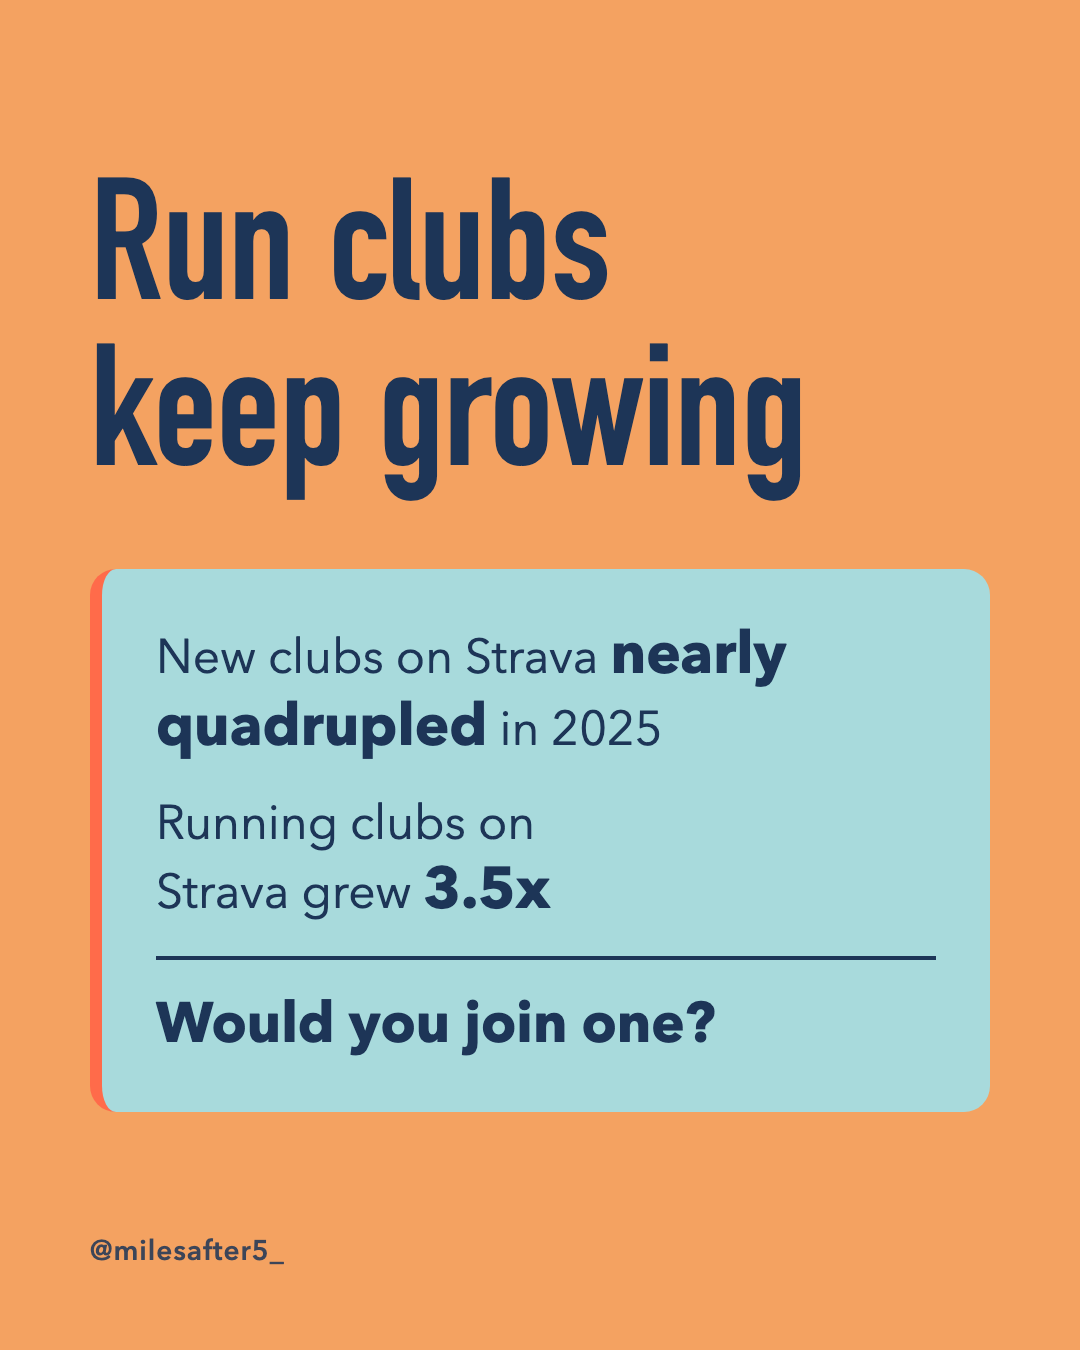 Run clubs
keep growing
New clubs on Strava nearly
quadrupled in 2025
Running clubs on
Strava grew 3.5x
Would you join one?
@milesafter5_